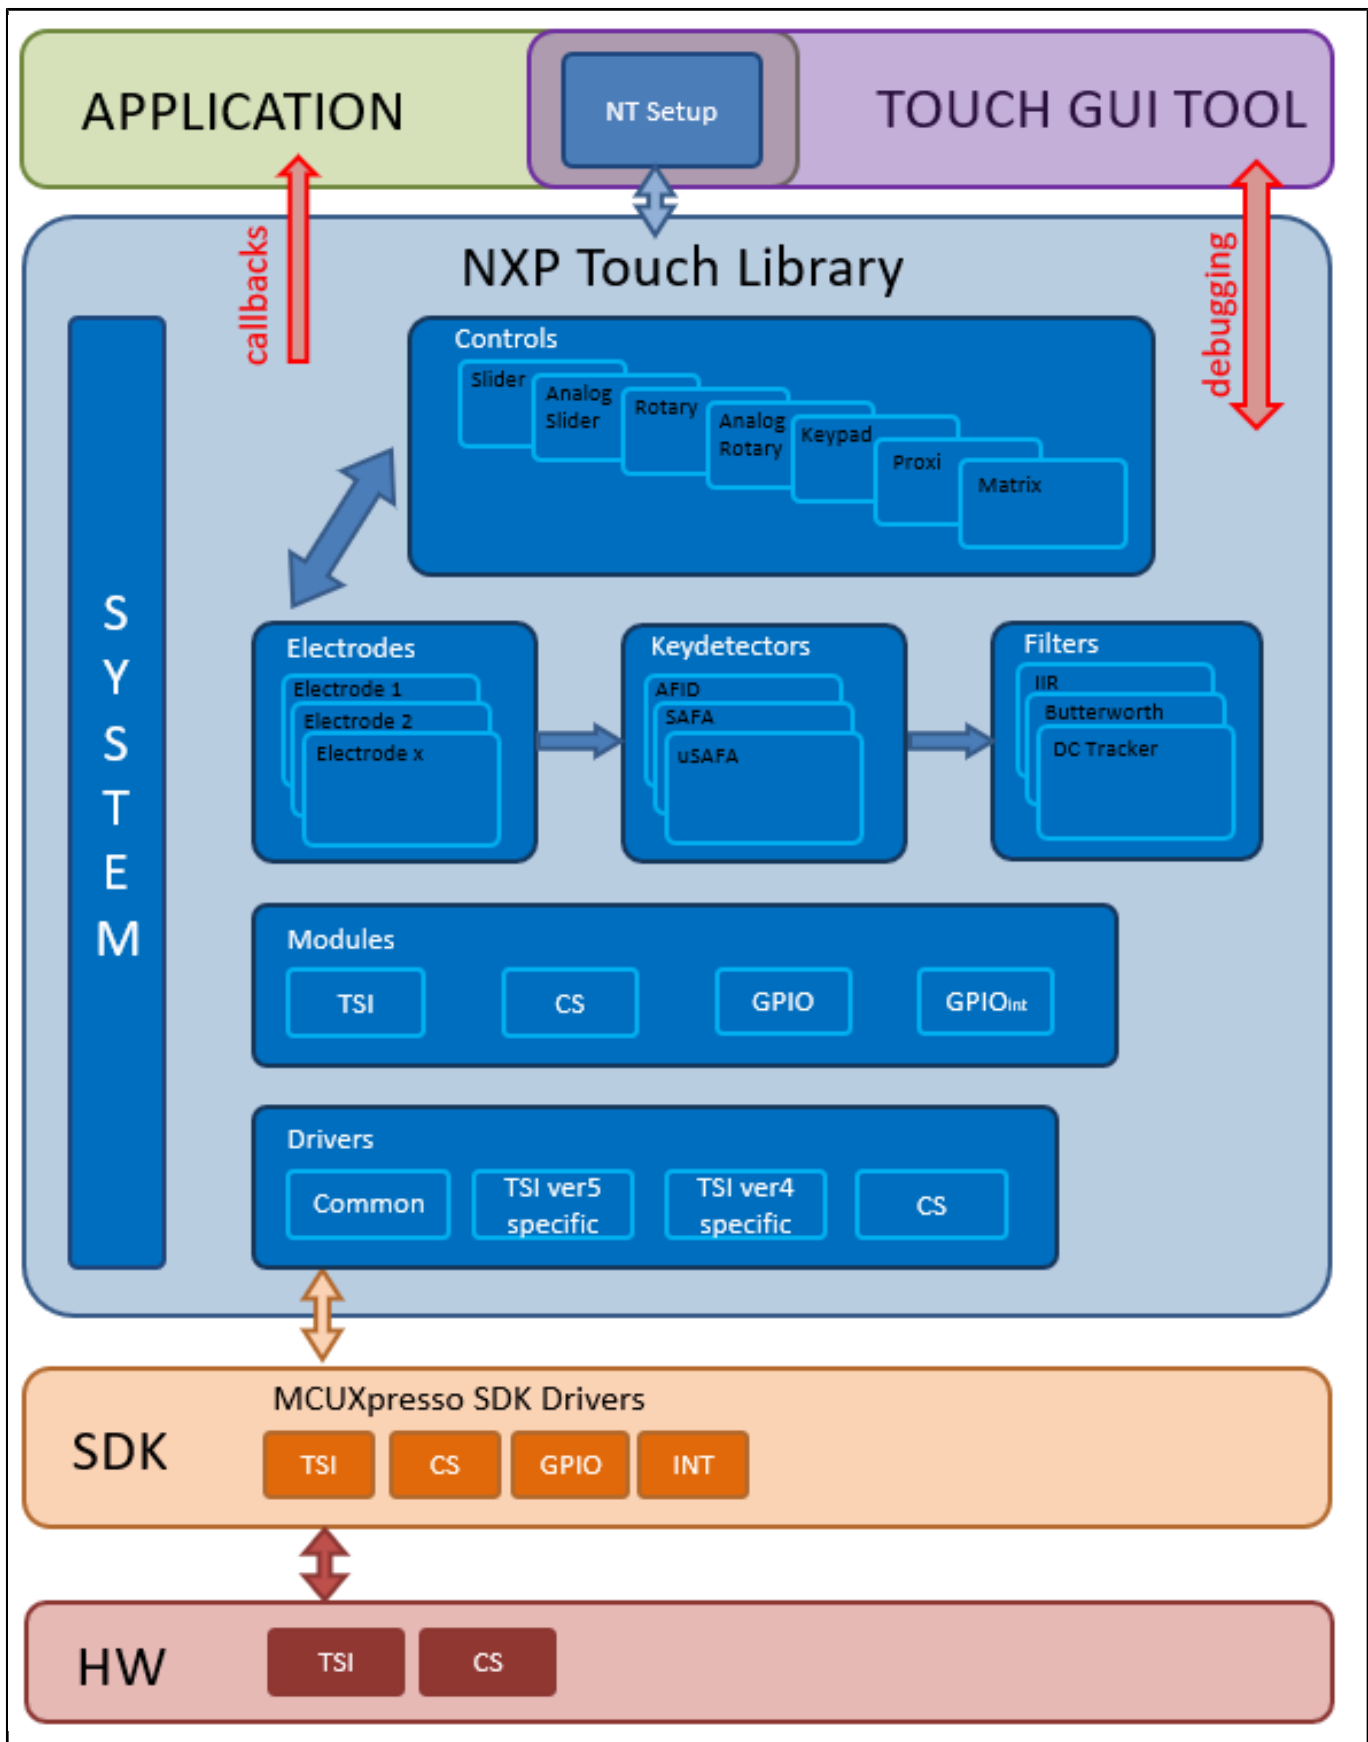 APPLICATION
NT Setup
TOUCH GUI TOOL
callbacks
debugging
NXP Touch Library
SYSTEM
Controls
Slider
Analog
Slider
Rotary
Analog
Rotary
Keypad
Proxi
Matrix
Electrodes
Electrode 1
Electrode 2
Electrode x
Keydetectors
AFID
SAFA
uSAFA
Filters
IIR
Butterworth
DC Tracker
Modules
TSI
CS
GPIO
GPIOint
Drivers
Common
TSI ver5
specific
TSI ver4
specific
CS
SDK
MCUXpresso SDK Drivers
TSI
CS
GPIO
INT
HW
TSI
CS